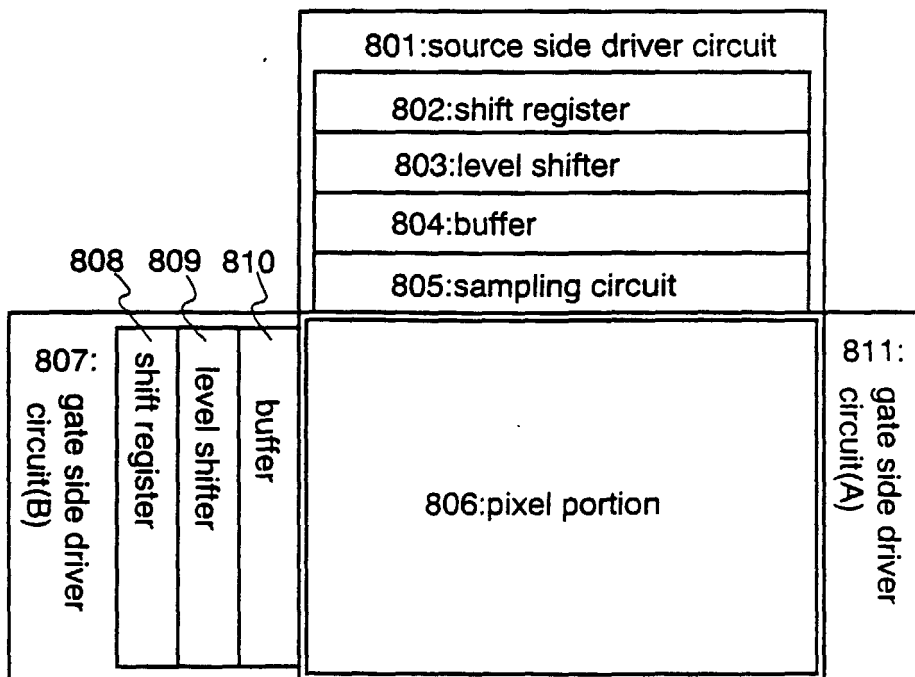 801:source side driver circuit
802:shift register
803:level shifter
804:buffer
805:sampling circuit
808 809 810
807:
gate side driver
circuit(B)
shift register
level shifter
buffer
806:pixel portion
811:
gate side driver
circuit(A)